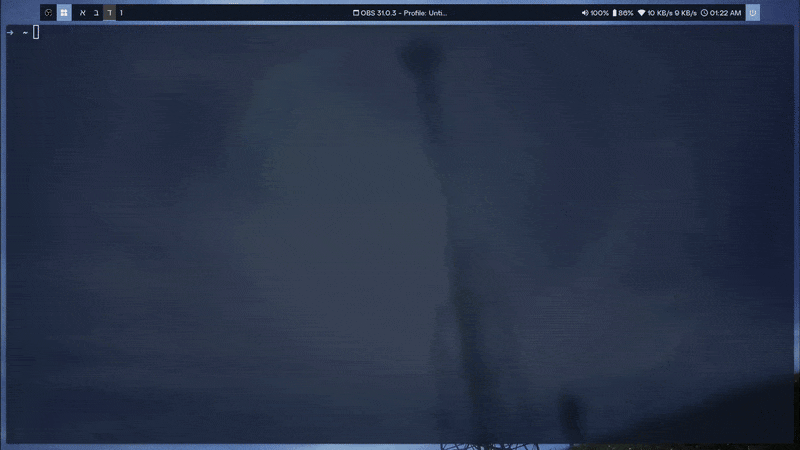 א ב ד ו
OBS 31.0.3 - Profile: Unti...
100% 86% 10 KB/s 9 KB/s 01:22 AM
➜ ~